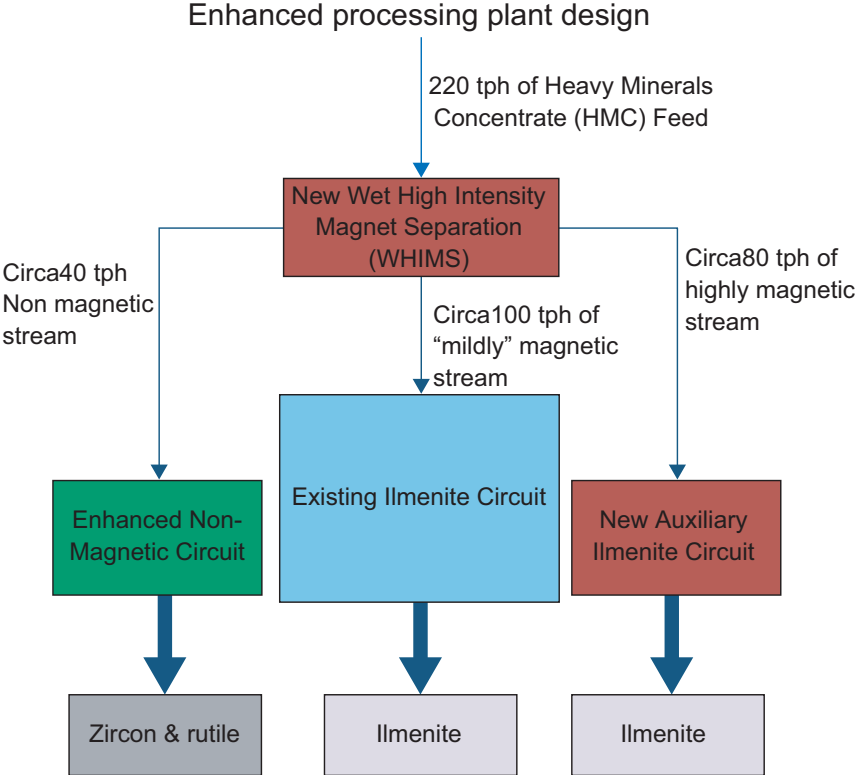 Enhanced processing plant design
220 tph of Heavy Minerals
Concentrate (HMC) Feed
New Wet High Intensity
Magnet Separation
(WHIMS)
Circa40 tph
Non magnetic
stream
Circa100 tph of
“mildly” magnetic
stream
Circa80 tph of
highly magnetic
stream
Enhanced Non-
Magnetic Circuit
Existing Ilmenite Circuit
New Auxiliary
Ilmenite Circuit
Zircon & rutile
Ilmenite
Ilmenite